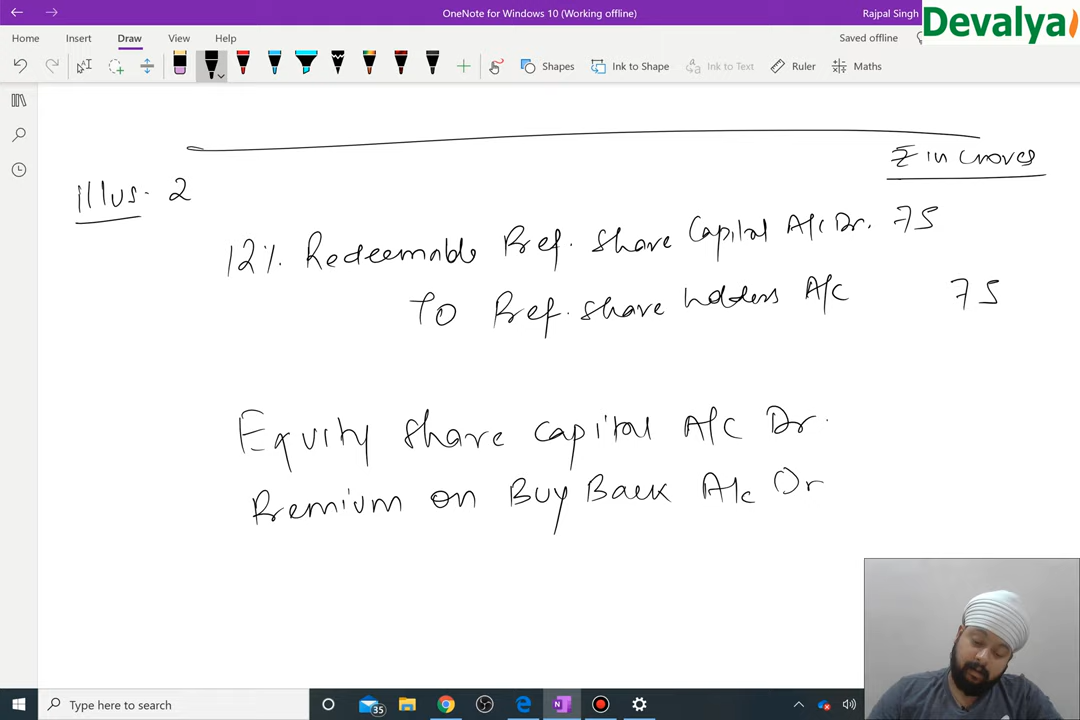 OneNote for Windows 10 (Working offline)
Rajpal Singh
Devalya
Home Insert Draw View Help
Saved offline
Shapes Ink to Shape Ink to Text Ruler Maths
₹ in Crores
Illus. 2
12% Redeemable Pref. Share Capital A/c Dr. 75
To Pref. Share holders A/c 75
Equity Share Capital A/c Dr.
Premium on Buy Back A/c Dr
Type here to search
35